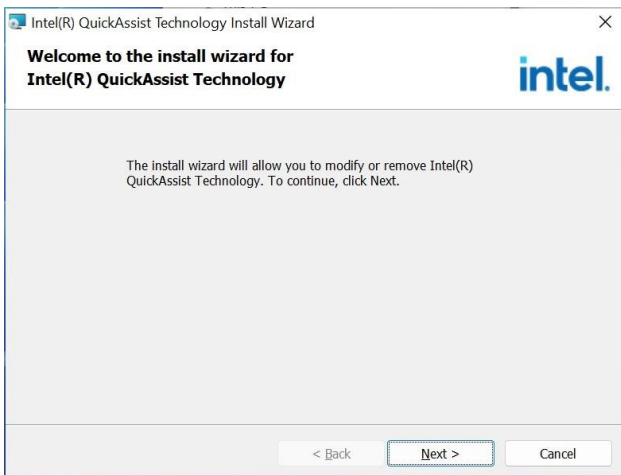 Intel(R) QuickAssist Technology Install Wizard
Welcome to the install wizard for
Intel(R) QuickAssist Technology
intel.
The install wizard will allow you to modify or remove Intel(R)
QuickAssist Technology. To continue, click Next.
< Back
Next >
Cancel